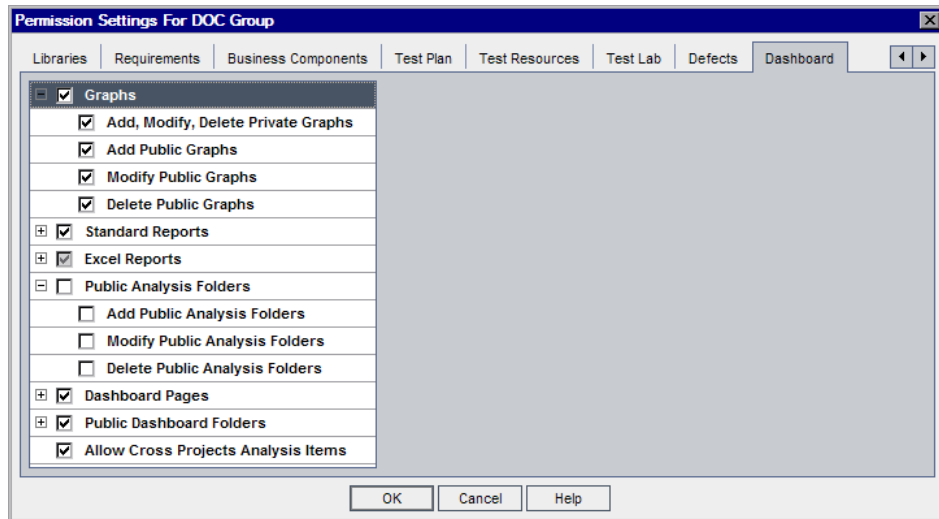 Permission Settings For DOC Group
Libraries Requirements Business Components Test Plan Test Resources Test Lab Defects Dashboard
Graphs
Add, Modify, Delete Private Graphs
Add Public Graphs
Modify Public Graphs
Delete Public Graphs
Standard Reports
Excel Reports
Public Analysis Folders
Add Public Analysis Folders
Modify Public Analysis Folders
Delete Public Analysis Folders
Dashboard Pages
Public Dashboard Folders
Allow Cross Projects Analysis Items
OK Cancel Help